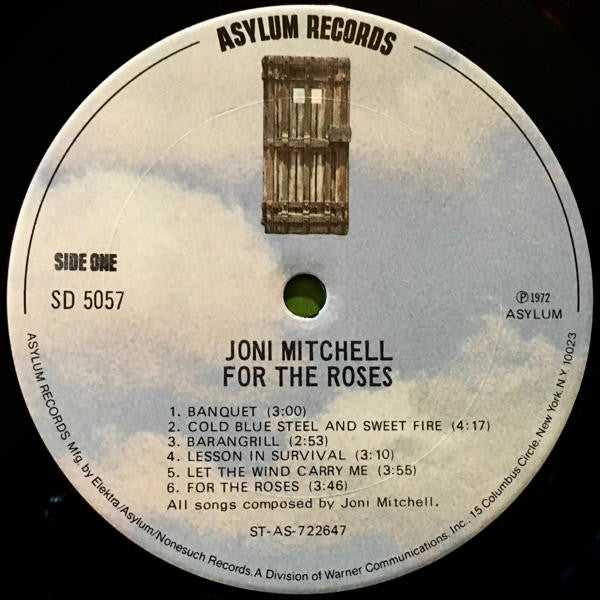 ASYLUM RECORDS
SIDE ONE
SD 5057
℗1972
ASYLUM
JONI MITCHELL
FOR THE ROSES
1. BANQUET (3:00)
2. COLD BLUE STEEL AND SWEET FIRE (4:17)
3. BARANGRILL (2:53)
4. LESSON IN SURVIVAL (3:10)
5. LET THE WIND CARRY ME (3:55)
6. FOR THE ROSES (3:46)
All songs composed by Joni Mitchell.
ST-AS-722647
ASYLUM RECORDS Mfg. by Elektra/Asylum/Nonesuch Records. A Division of Warner Communications, Inc., 15 Columbus Circle, New York, N.Y. 10023